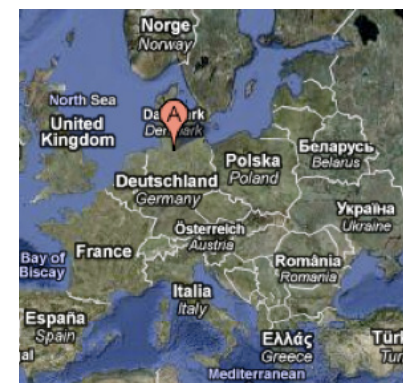 Norge
Norway
North Sea
United
Kingdom
A
Denmark
Polska
Poland
Беларусь
Belarus
Deutschland
Germany
Україна
Ukraine
Österreich
Austria
Bay of
Biscay
France
România
Romania
Italia
Italy
España
Spain
Ελλάς
Greece
Mediterranean